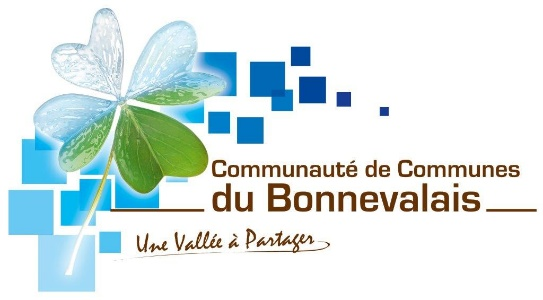 Communauté de Communes
du Bonnevalais
Une Vallée à Partager